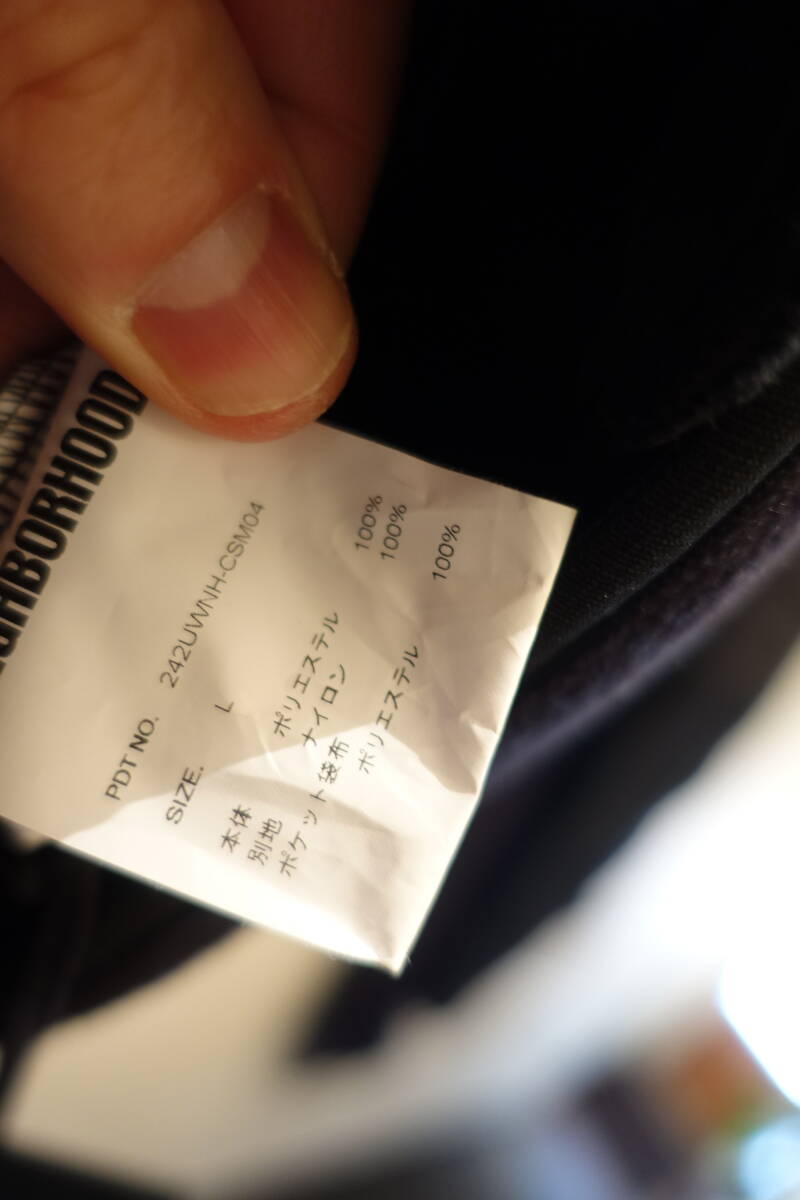 GHBORHOOD
PDT NO. 242UWNH-CSM04
SIZE. L
本体 ポリエステル 100%
別地 ナイロン 100%
ポケット袋布 ポリエステル 100%